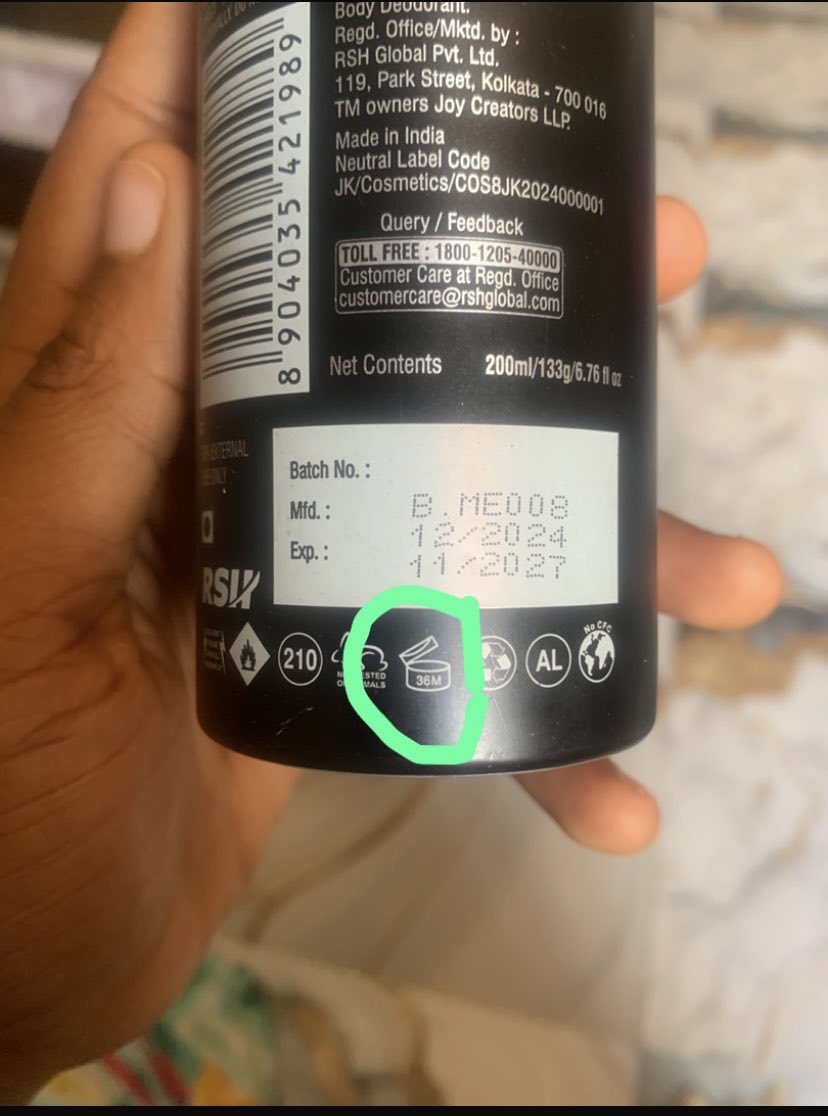 Body Deodorant.
Regd. Office/Mktd. by :
RSH Global Pvt. Ltd.
119, Park Street, Kolkata - 700 016
TM owners Joy Creators LLP.
Made in India
Neutral Label Code
JK/Cosmetics/COS8JK2024000001
Query / Feedback
TOLL FREE : 1800-1205-40000
Customer Care at Regd. Office
customercare@rshglobal.com
8 904035 421989
Net Contents 200ml/133g/6.76 fl oz
EXTERNAL
USE ONLY
Batch No. :
Mfd. :
Exp. :
B.ME008
12/2024
11/2027
RSH
210
36M
AL
No CFC